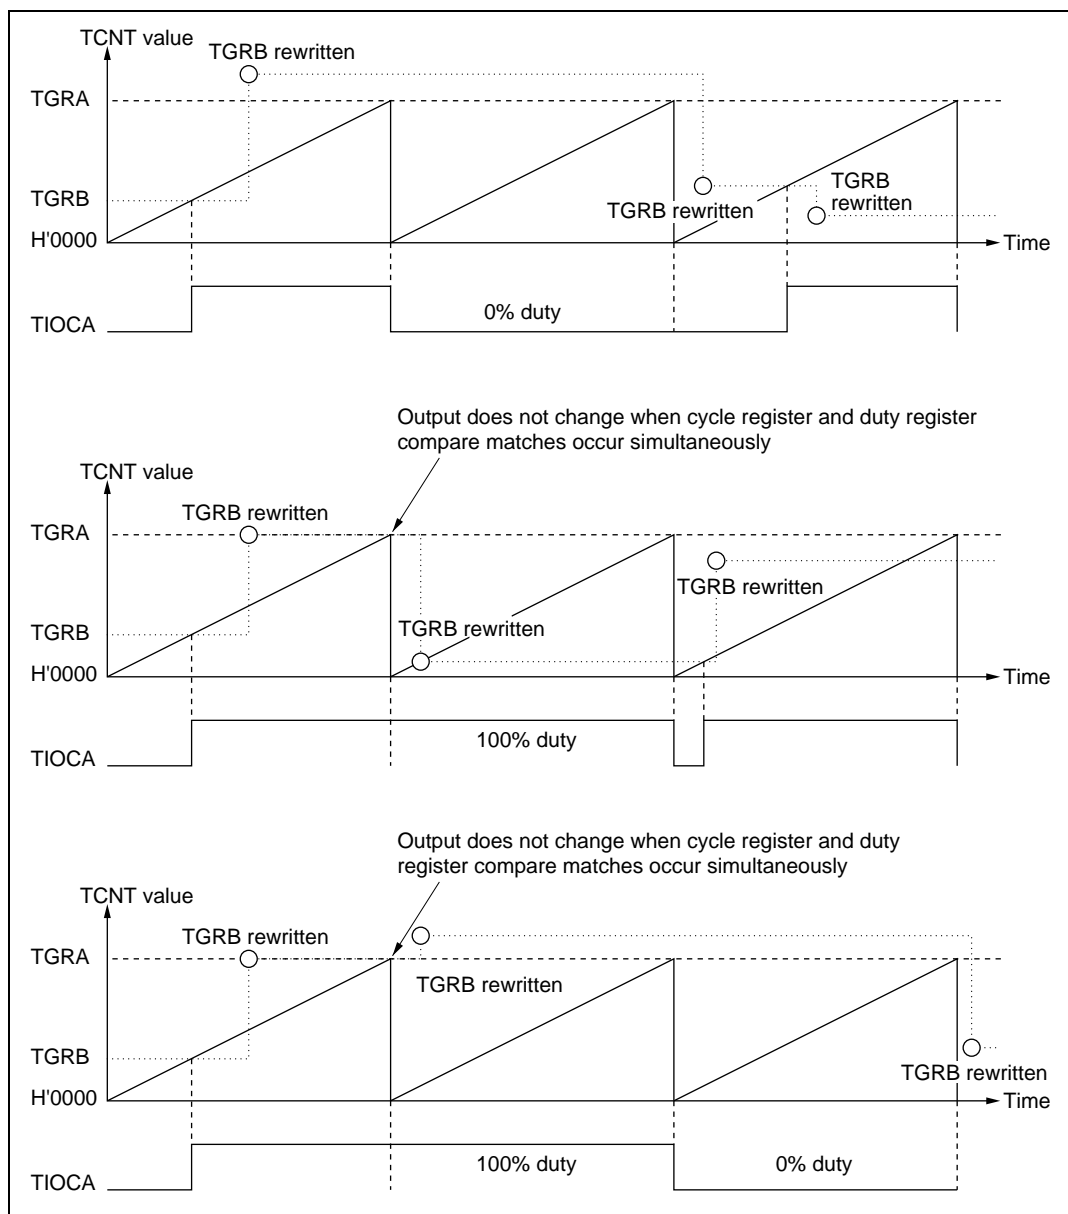 TCNT value
TGRB rewritten
TGRA
TGRB
TGRB rewritten
TGRB
rewritten
H'0000
Time
TIOCA
0% duty
Output does not change when cycle register and duty register
compare matches occur simultaneously
TCNT value
TGRB rewritten
TGRA
TGRB rewritten
TGRB
TGRB rewritten
H'0000
Time
TIOCA
100% duty
Output does not change when cycle register and duty
register compare matches occur simultaneously
TCNT value
TGRB rewritten
TGRA
TGRB rewritten
TGRB
TGRB rewritten
H'0000
Time
TIOCA
100% duty
0% duty